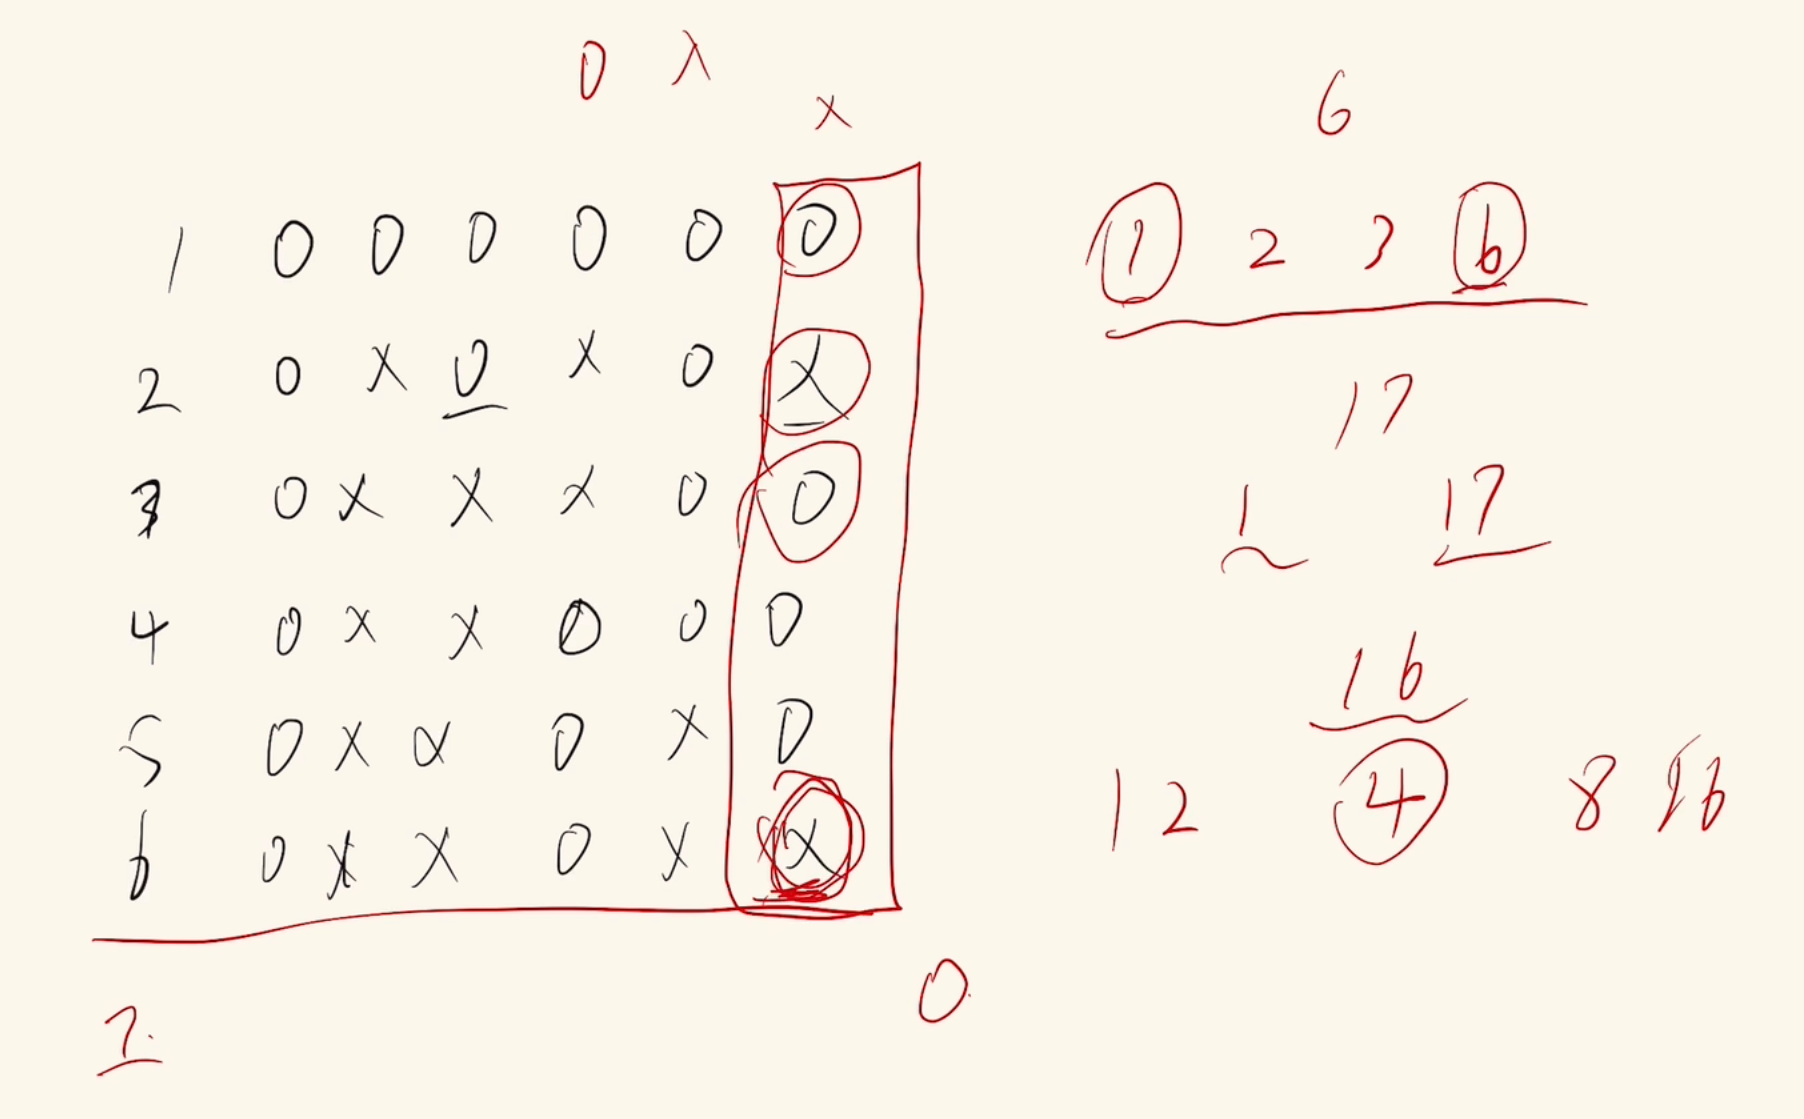 0 X
X
1 0 0 0 0 0 0
2 0 X 0 X 0 X
3 0 X X X 0 0
4 0 X X 0 0 0
5 0 X X 0 X 0
6 0 X X 0 X X
7.
0
6
1 2 3 6
17
1 17
16
1 2 4 8 16